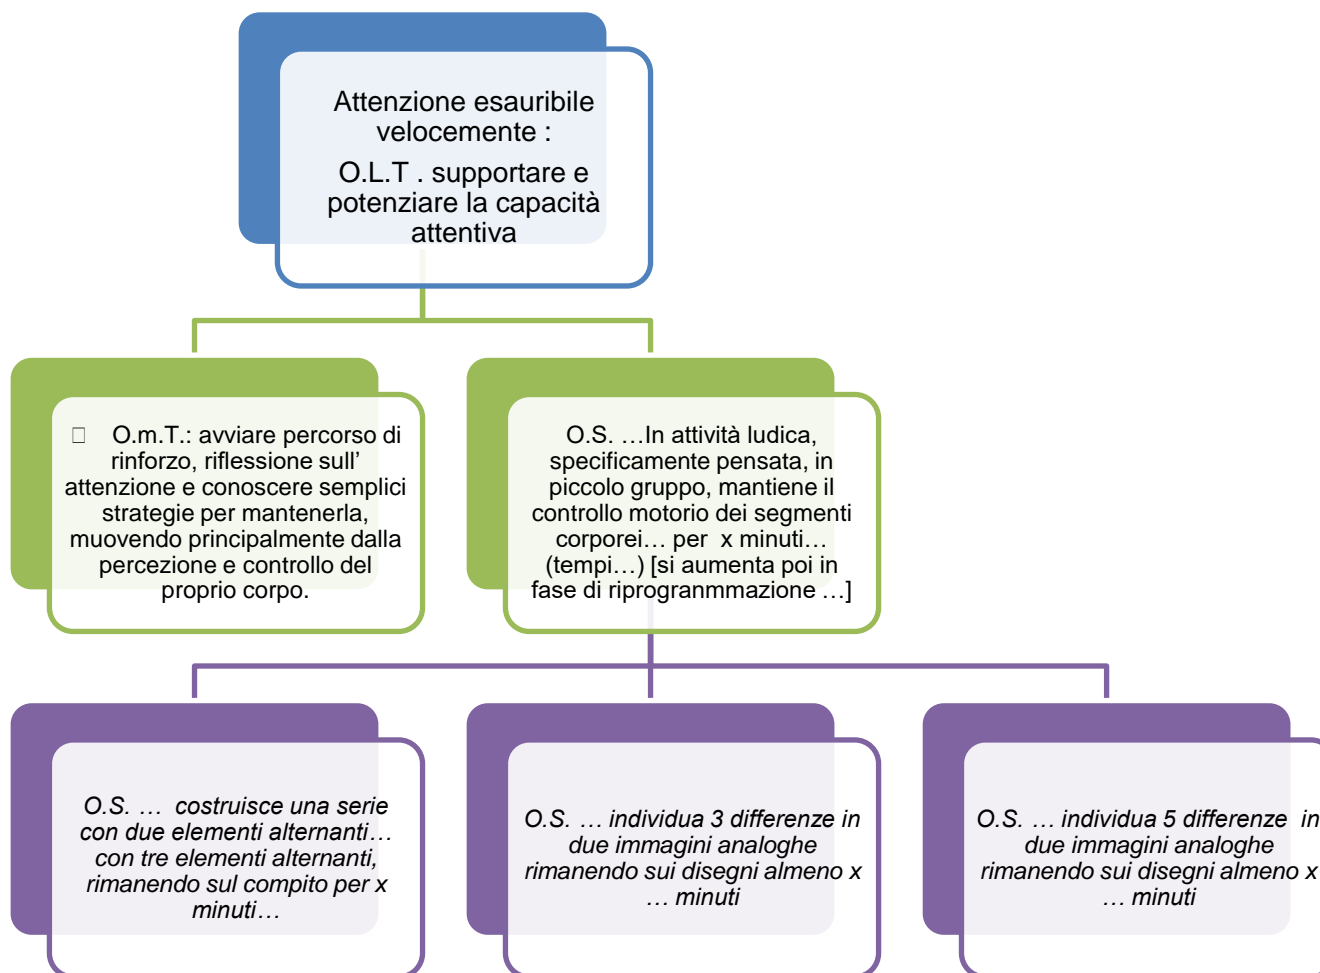 Attenzione esauribile
velocemente :
O.L.T . supportare e
potenziare la capacità
attentiva
□ O.m.T.: avviare percorso di
rinforzo, riflessione sull’
attenzione e conoscere semplici
strategie per mantenerla,
muovendo principalmente dalla
percezione e controllo del
proprio corpo.
O.S. …In attività ludica,
specificamente pensata, in
piccolo gruppo, mantiene il
controllo motorio dei segmenti
corporei… per x minuti…
(tempi…) [si aumenta poi in
fase di riprogranmmazione …]
O.S. … costruisce una serie
con due elementi alternanti…
con tre elementi alternanti,
rimanendo sul compito per x
minuti…
O.S. … individua 3 differenze in
due immagini analoghe
rimanendo sui disegni almeno x
… minuti
O.S. … individua 5 differenze in
due immagini analoghe
rimanendo sui disegni almeno x
… minuti